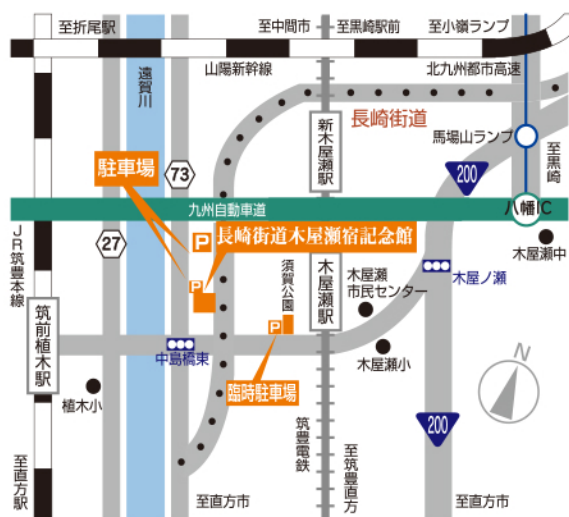 至折尾駅
至中間市
至黒崎駅前
至小嶺ランプ
山陽新幹線
北九州都市高速
遠賀川
長崎街道
新木屋瀬駅
馬場山ランプ
至黒崎
駐車場
73
200
九州自動車道
八幡IC
27
P
長崎街道木屋瀬宿記念館
木屋瀬中
JR筑豊本線
P
須賀公園
木屋瀬駅
木屋瀬
市民センター
木屋ノ瀬
筑前植木駅
中島橋東
P
木屋瀬小
植木小
臨時駐車場
N
200
筑豊電鉄
至筑豊直方
至直方駅
至直方市
至直方市